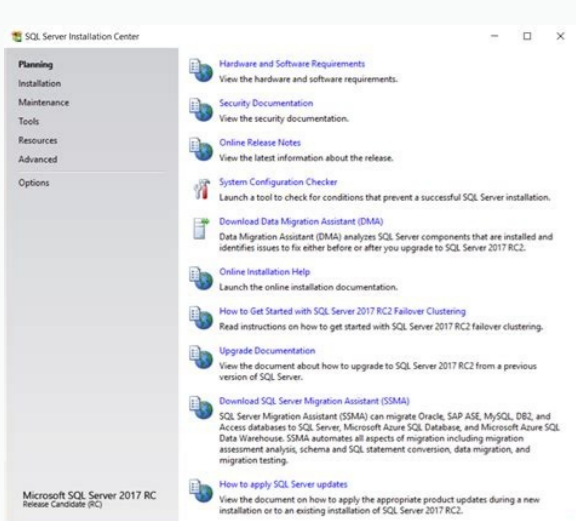 SQL Server Installation Center
Planning
Installation
Maintenance
Tools
Resources
Advanced
Options
Microsoft SQL Server 2017 RC
Release Candidate (RC)
Hardware and Software Requirements
View the hardware and software requirements.
Security Documentation
View the security documentation.
Online Release Notes
View the latest information about the release.
System Configuration Checker
Launch a tool to check for conditions that prevent a successful SQL Server installation.
Download Data Migration Assistant (DMA)
Data Migration Assistant (DMA) analyzes SQL Server components that are installed and
identifies issues to fix either before or after you upgrade to SQL Server 2017 RC2.
Online Installation Help
Launch the online installation documentation.
How to Get Started with SQL Server 2017 RC2 Failover Clustering
Read instructions on how to get started with SQL Server 2017 RC2 failover clustering.
Upgrade Documentation
View the document about how to upgrade to SQL Server 2017 RC2 from a previous
version of SQL Server.
Download SQL Server Migration Assistant (SSMA)
SQL Server Migration Assistant (SSMA) can migrate Oracle, SAP ASE, MySQL, DB2, and
Access databases to SQL Server, Microsoft Azure SQL Database, and Microsoft Azure SQL
Data Warehouse. SSMA automates all aspects of migration including migration
assessment analysis, schema and SQL statement conversion, data migration, and
migration testing.
How to apply SQL Server updates
View the document on how to apply the appropriate product updates during a new
installation or to an existing installation of SQL Server 2017 RC2.